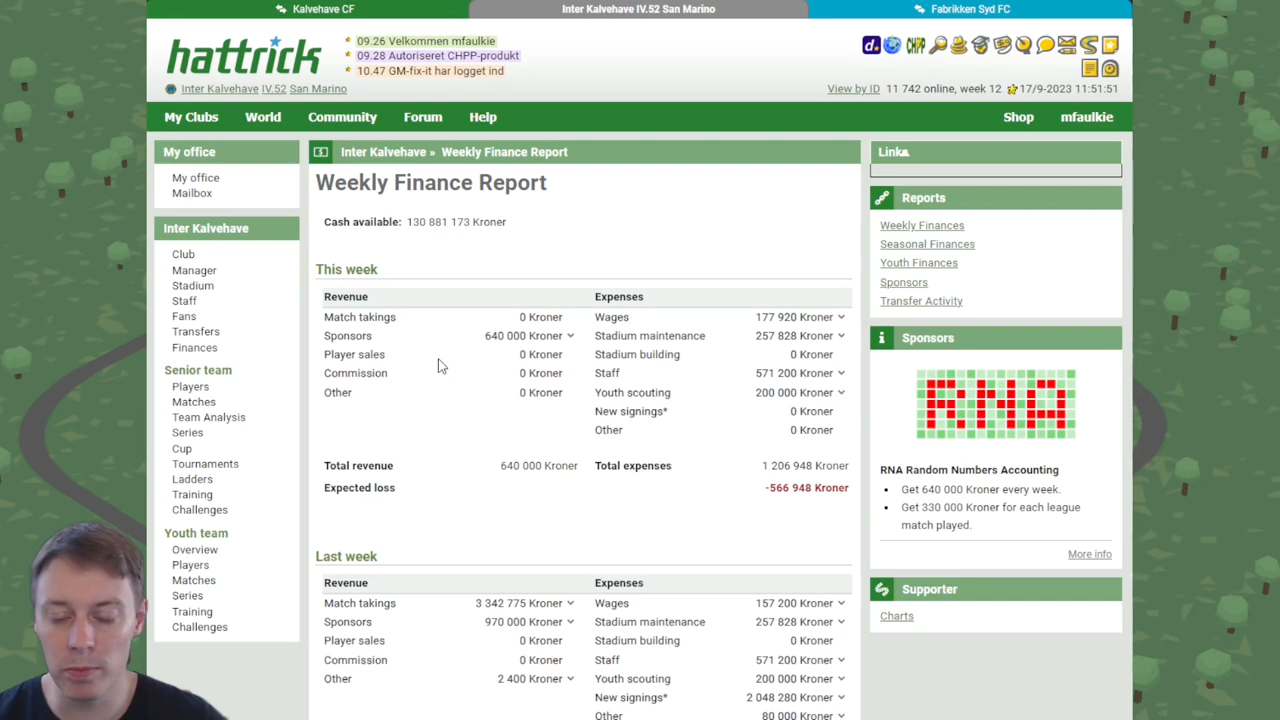 Kalvehave CF
Inter Kalvehave IV.52 San Marino
Fabrikken Syd FC
hattrick
09.26 Velkommen mfaulkie
09.28 Autoriseret CHPP-produkt
10.47 GM-fix-it har logget ind
CHPP
Inter Kalvehave IV.52 San Marino
View by ID 11 742 online, week 12 17/9-2023 11:51:51
My Clubs World Community Forum Help Shop mfaulkie
My office
My office
Mailbox
Inter Kalvehave
Club
Manager
Stadium
Staff
Fans
Transfers
Finances
Senior team
Players
Matches
Team Analysis
Series
Cup
Tournaments
Ladders
Training
Challenges
Youth team
Overview
Players
Matches
Series
Training
Challenges
Inter Kalvehave » Weekly Finance Report
Weekly Finance Report
Cash available: 130 881 173 Kroner
This week
Revenue Expenses
Match takings 0 Kroner Wages 177 920 Kroner
Sponsors 640 000 Kroner Stadium maintenance 257 828 Kroner
Player sales 0 Kroner Stadium building 0 Kroner
Commission 0 Kroner Staff 571 200 Kroner
Other 0 Kroner Youth scouting 200 000 Kroner
New signings* 0 Kroner
Other 0 Kroner
Total revenue 640 000 Kroner Total expenses 1 206 948 Kroner
Expected loss -566 948 Kroner
Last week
Revenue Expenses
Match takings 3 342 775 Kroner Wages 157 200 Kroner
Sponsors 970 000 Kroner Stadium maintenance 257 828 Kroner
Player sales 0 Kroner Stadium building 0 Kroner
Commission 0 Kroner Staff 571 200 Kroner
Other 2 400 Kroner Youth scouting 200 000 Kroner
New signings* 2 048 280 Kroner
Other 80 000 Kroner
Links
Reports
Weekly Finances
Seasonal Finances
Youth Finances
Sponsors
Transfer Activity
Sponsors
RNA
RNA Random Numbers Accounting
Get 640 000 Kroner every week.
Get 330 000 Kroner for each league
match played.
More info
Supporter
Charts